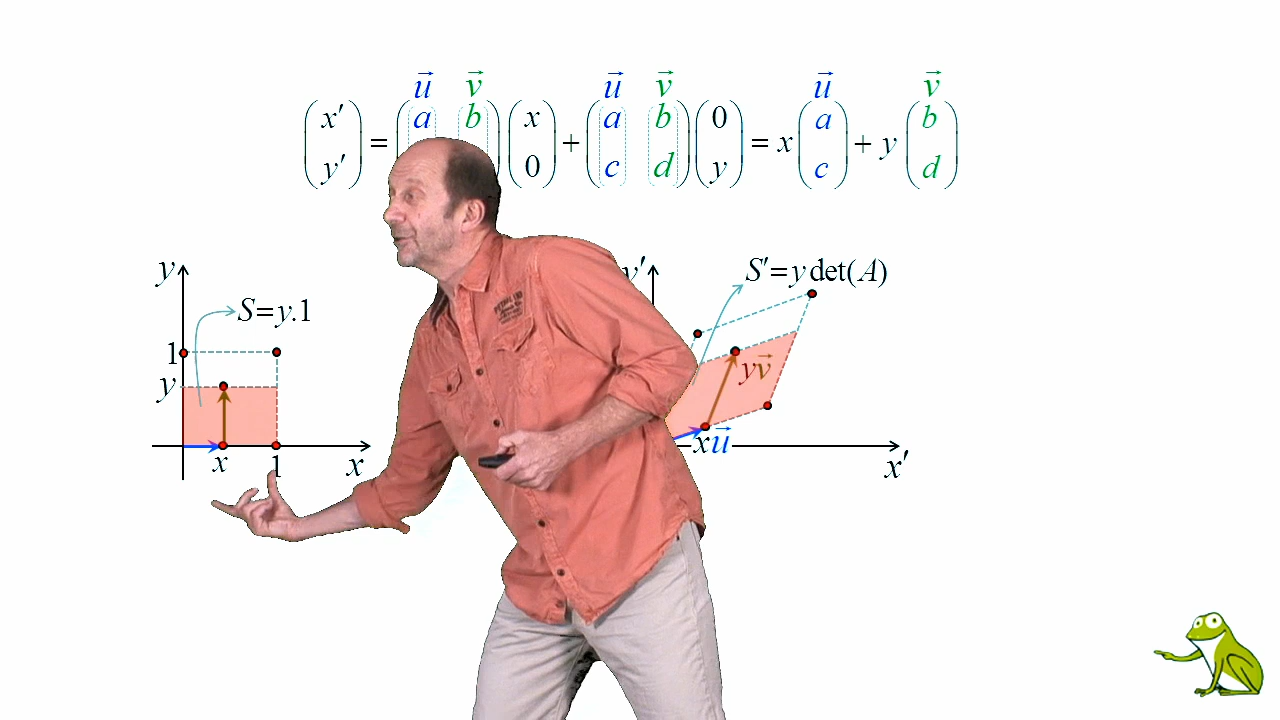 u⃗ v⃗ u⃗ v⃗ u⃗ v⃗
(x′ y′) = (a b) (x 0) + (a b c d) (0 y) = x (a c) + y (b d)
y
S=y.1
1
y
x 1 x
y′
S′=y det(A)
yv⃗
xu⃗
x′